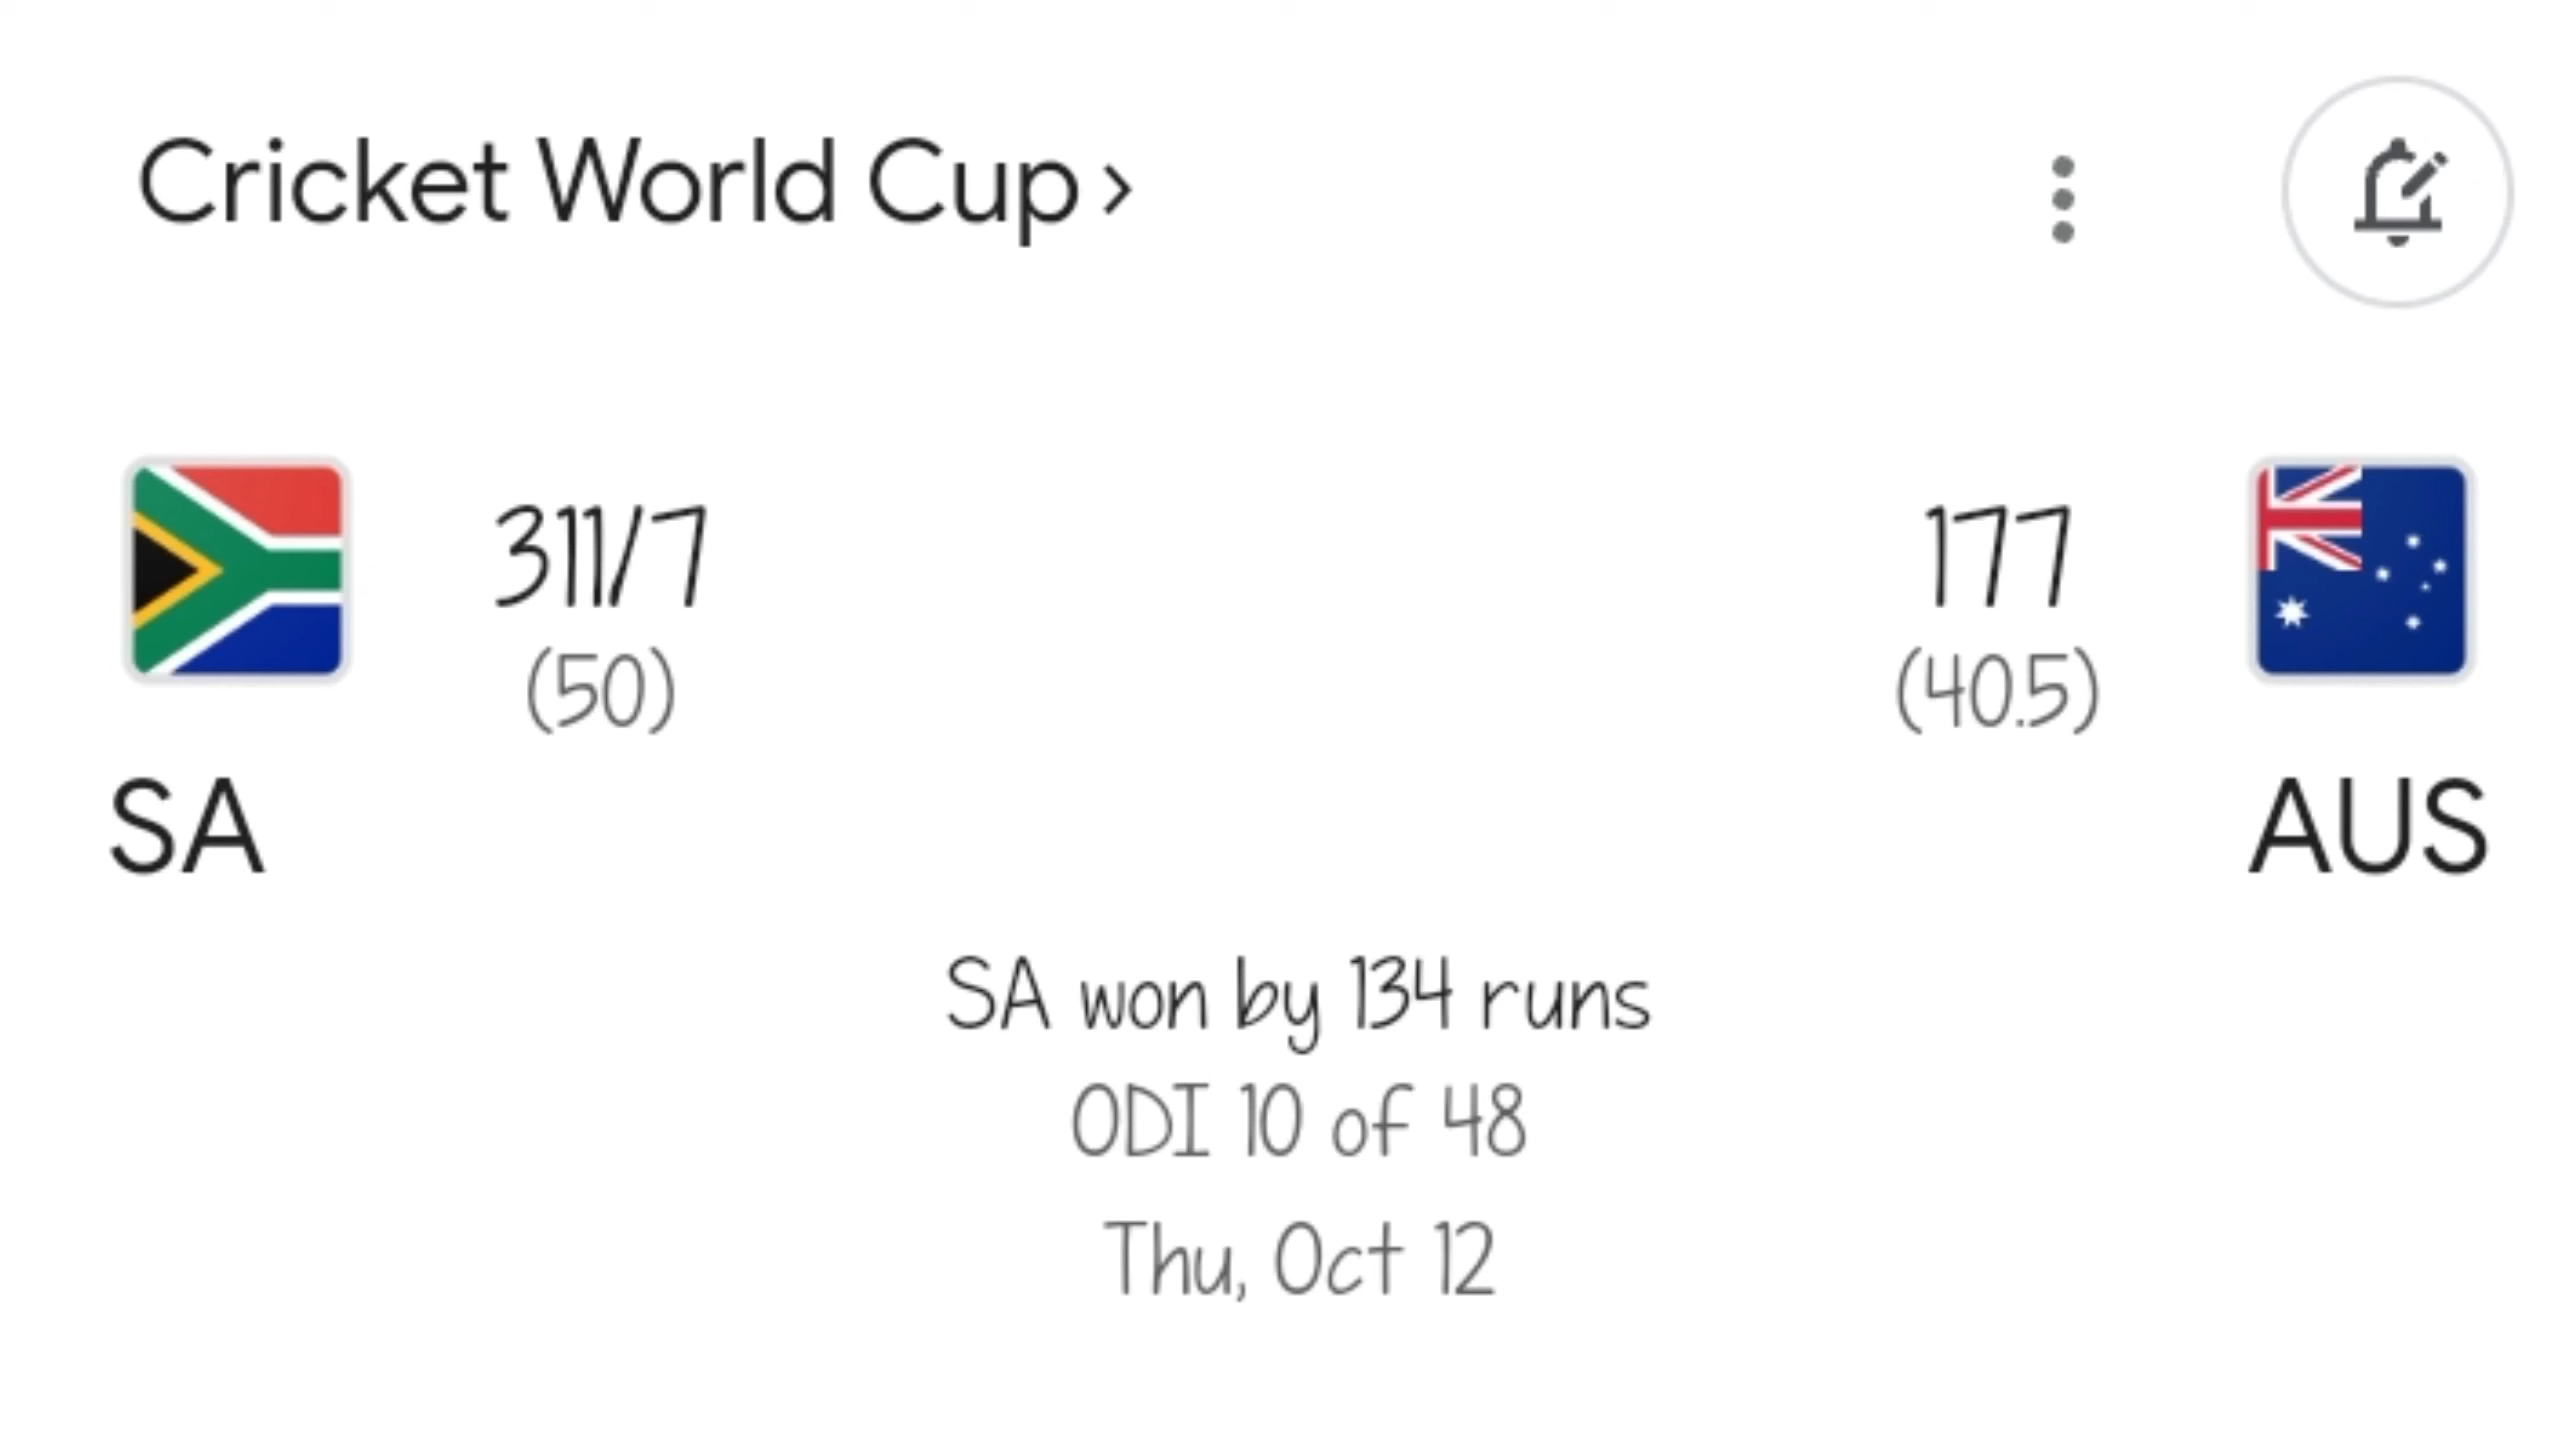 Cricket World Cup ›
311/7
177
(50)
(40.5)
SA
AUS
SA won by 134 runs
ODI 10 of 48
Thu, Oct 12